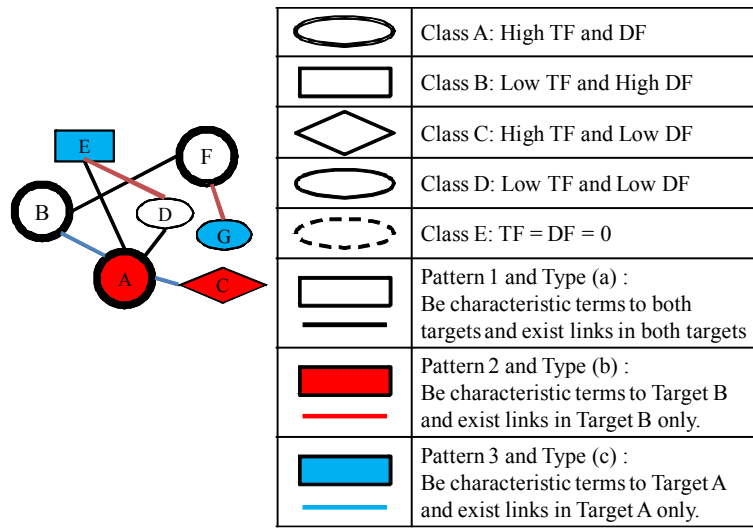 E
F
B
D
G
A
C
Class A: High TF and DF
Class B: Low TF and High DF
Class C: High TF and Low DF
Class D: Low TF and Low DF
Class E: TF = DF = 0
Pattern 1 and Type (a) :
Be characteristic terms to both
targets and exist links in both targets
Pattern 2 and Type (b) :
Be characteristic terms to Target B
and exist links in Target B only.
Pattern 3 and Type (c) :
Be characteristic terms to Target A
and exist links in Target A only.